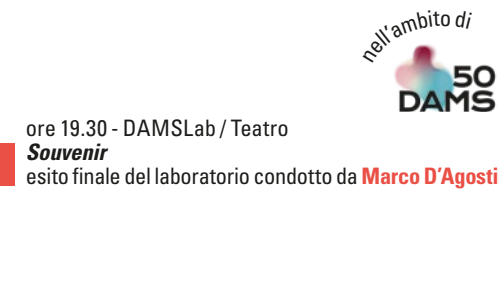 nell'ambito di
50
DAMS
ore 19.30 - DAMSLab / Teatro
Souvenir
esito finale del laboratorio condotto da Marco D'Agosti